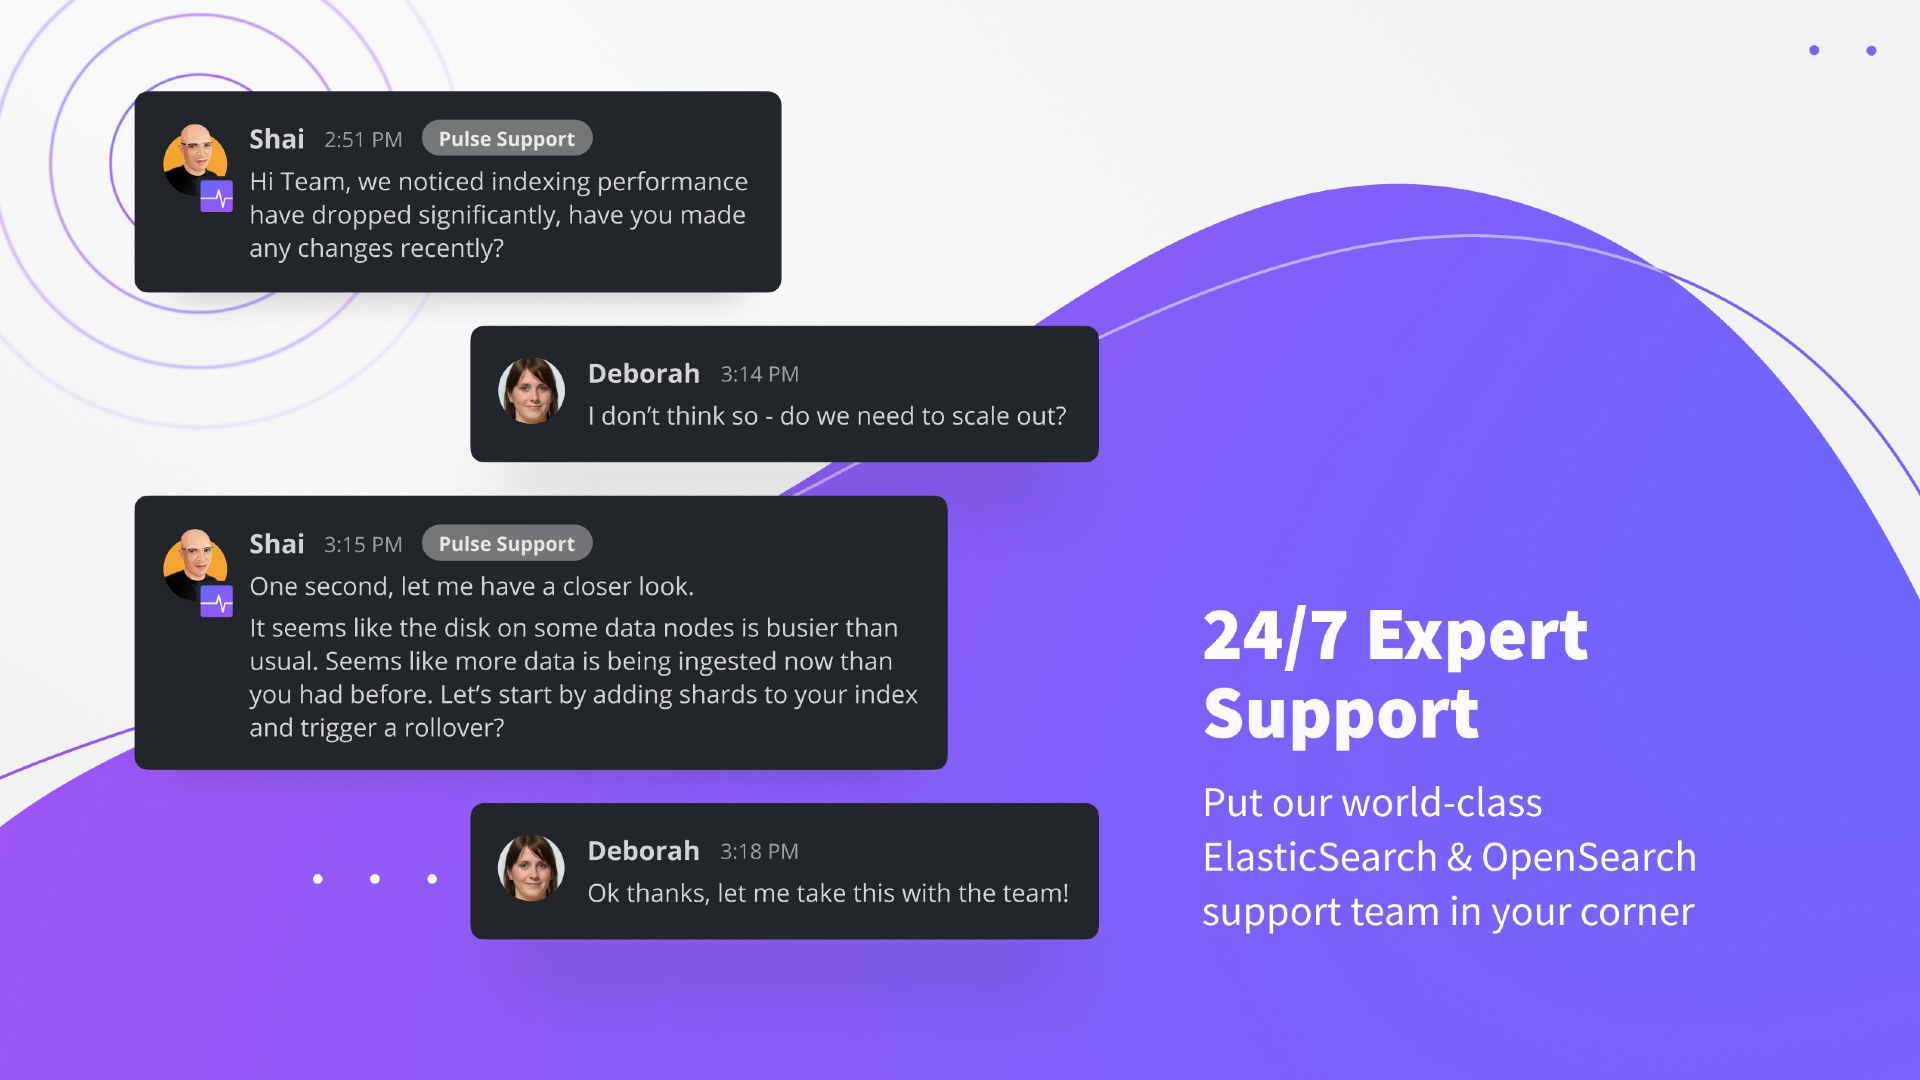 Shai 2:51 PM Pulse Support
Hi Team, we noticed indexing performance
have dropped significantly, have you made
any changes recently?
Deborah 3:14 PM
I don’t think so - do we need to scale out?
Shai 3:15 PM Pulse Support
One second, let me have a closer look.
It seems like the disk on some data nodes is busier than
usual. Seems like more data is being ingested now than
you had before. Let’s start by adding shards to your index
and trigger a rollover?
Deborah 3:18 PM
Ok thanks, let me take this with the team!
24/7 Expert
Support
Put our world-class
ElasticSearch & OpenSearch
support team in your corner